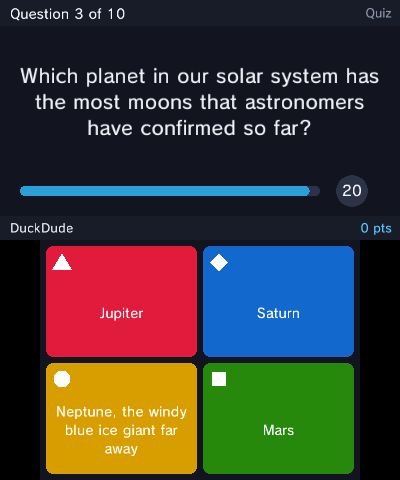 Question 3 of 10
Quiz
Which planet in our solar system has
the most moons that astronomers
have confirmed so far?
20
DuckDude
0 pts
Jupiter
Saturn
Neptune, the windy
blue ice giant far
away
Mars